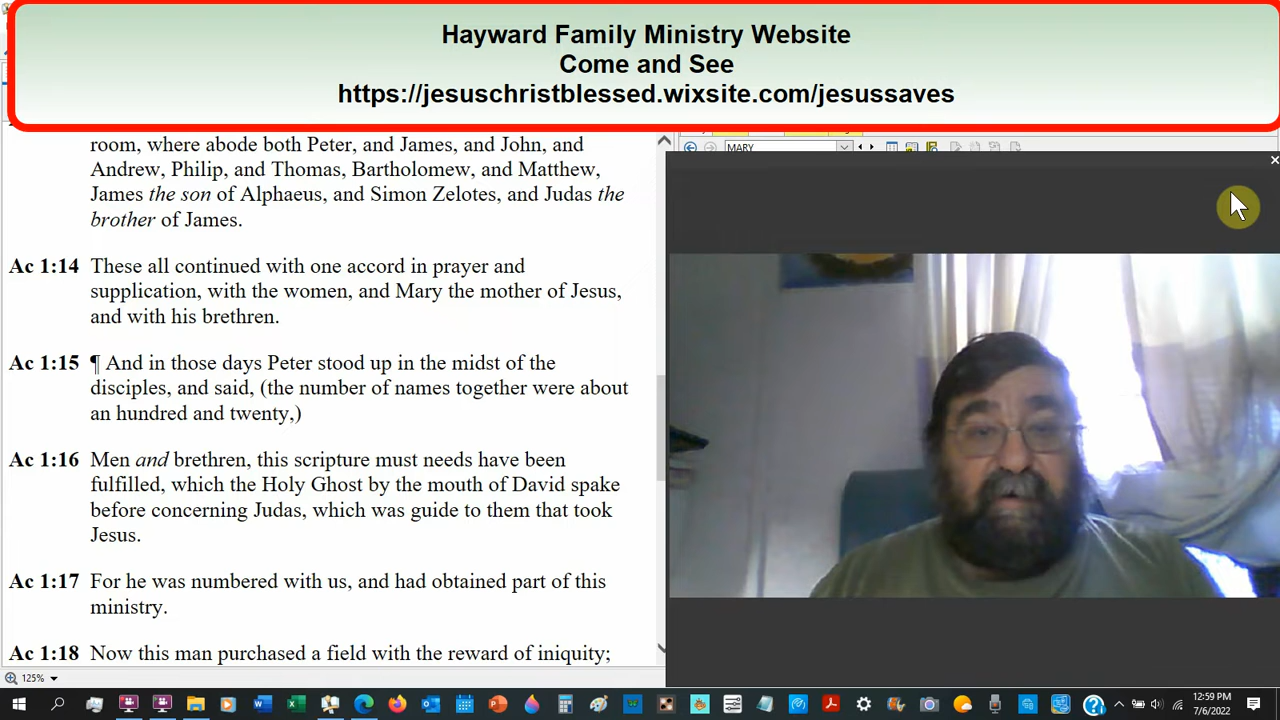 Hayward Family Ministry Website
Come and See
https://jesuschristblessed.wixsite.com/jesussaves
MARY
room, where abode both Peter, and James, and John, and
Andrew, Philip, and Thomas, Bartholomew, and Matthew,
James the son of Alphaeus, and Simon Zelotes, and Judas the
brother of James.
Ac 1:14 These all continued with one accord in prayer and
supplication, with the women, and Mary the mother of Jesus,
and with his brethren.
Ac 1:15 ¶ And in those days Peter stood up in the midst of the
disciples, and said, (the number of names together were about
an hundred and twenty,)
Ac 1:16 Men and brethren, this scripture must needs have been
fulfilled, which the Holy Ghost by the mouth of David spake
before concerning Judas, which was guide to them that took
Jesus.
Ac 1:17 For he was numbered with us, and had obtained part of this
ministry.
Ac 1:18 Now this man purchased a field with the reward of iniquity;
125%
12:59 PM
7/6/2022